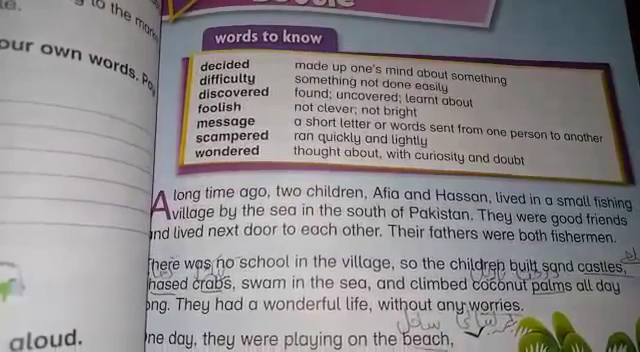 to the mark
our own words.
aloud.
words to know
decided made up one's mind about something
difficulty something not done easily
discovered found; uncovered; learnt about
foolish not clever; not bright
message a short letter or words sent from one person to another
scampered ran quickly and lightly
wondered thought about, with curiosity and doubt
A long time ago, two children, Afia and Hassan, lived in a small fishing
village by the sea in the south of Pakistan. They were good friends
and lived next door to each other. Their fathers were both fishermen.
There was no school in the village, so the children built sand castles,
hased crabs, swam in the sea, and climbed coconut palms all day
ong. They had a wonderful life, without any worries.
ساحل
One day, they were playing on the beach,